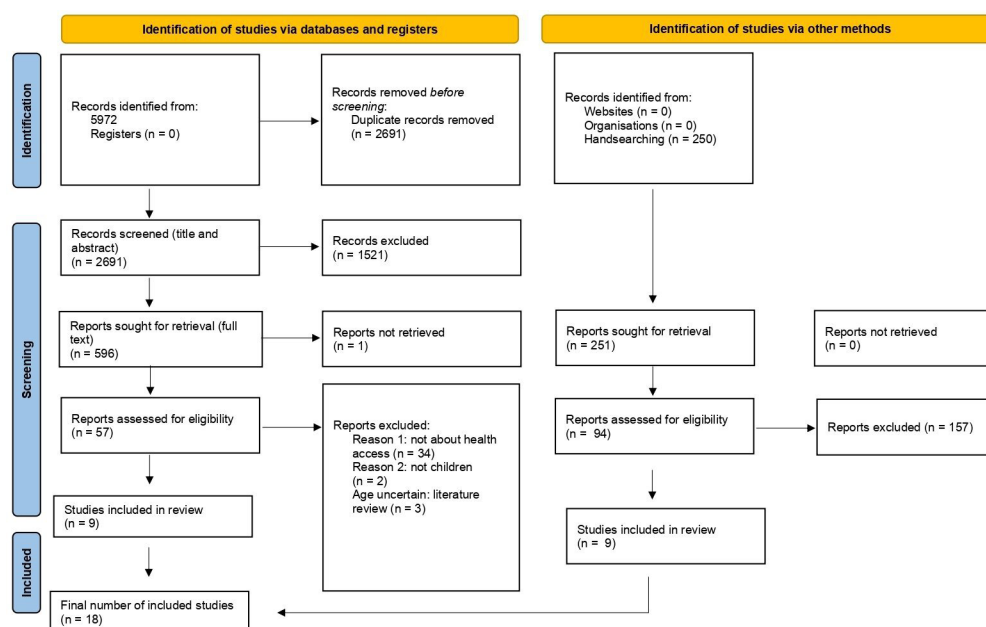 Identification of studies via databases and registers
Identification of studies via other methods
Identification
Records identified from:
5972
Registers (n = 0)
Records removed before
screening:
Duplicate records removed
(n = 2691)
Records identified from:
Websites (n = 0)
Organisations (n = 0)
Handsearching (n = 250)
Screening
Records screened (title and
abstract)
(n = 2691)
Records excluded
(n = 1521)
Reports sought for retrieval (full
text)
(n = 596)
Reports not retrieved
(n = 1)
Reports sought for retrieval
(n = 251)
Reports not retrieved
(n = 0)
Reports assessed for eligibility
(n = 57)
Reports excluded:
Reason 1: not about health
access
(n = 34)
Reason 2: not children
(n = 2)
Age uncertain: literature
review (n = 3)
Reports assessed for eligibility
(n = 94)
Reports excluded (n = 157)
Studies included in review
(n = 9)
Studies included in review
(n = 9)
Included
Final number of included studies
(n = 18)